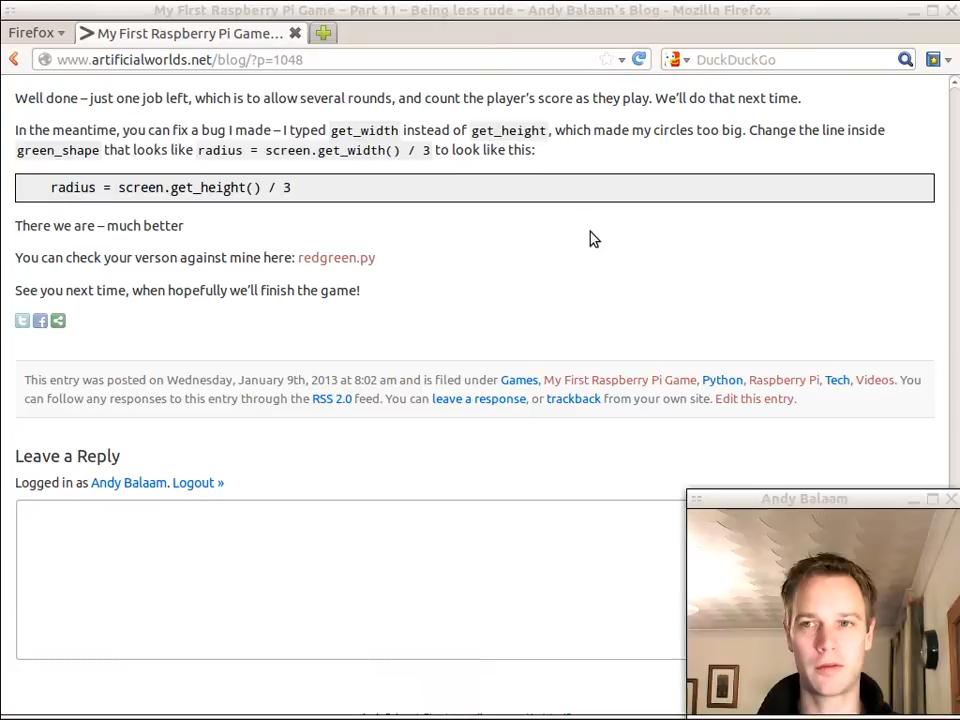 My First Raspberry Pi Game – Part 11 – Being less rude – Andy Balaam's Blog - Mozilla Firefox
Firefox
My First Raspberry Pi Game...
www.artificialworlds.net/blog/?p=1048
DuckDuckGo
Well done – just one job left, which is to allow several rounds, and count the player's score as they play. We'll do that next time.
In the meantime, you can fix a bug I made – I typed get_width instead of get_height, which made my circles too big. Change the line inside
green_shape that looks like radius = screen.get_width() / 3 to look like this:
radius = screen.get_height() / 3
There we are – much better
You can check your verson against mine here: redgreen.py
See you next time, when hopefully we'll finish the game!
This entry was posted on Wednesday, January 9th, 2013 at 8:02 am and is filed under Games, My First Raspberry Pi Game, Python, Raspberry Pi, Tech, Videos. You
can follow any responses to this entry through the RSS 2.0 feed. You can leave a response, or trackback from your own site. Edit this entry.
Leave a Reply
Logged in as Andy Balaam. Logout »
Andy Balaam